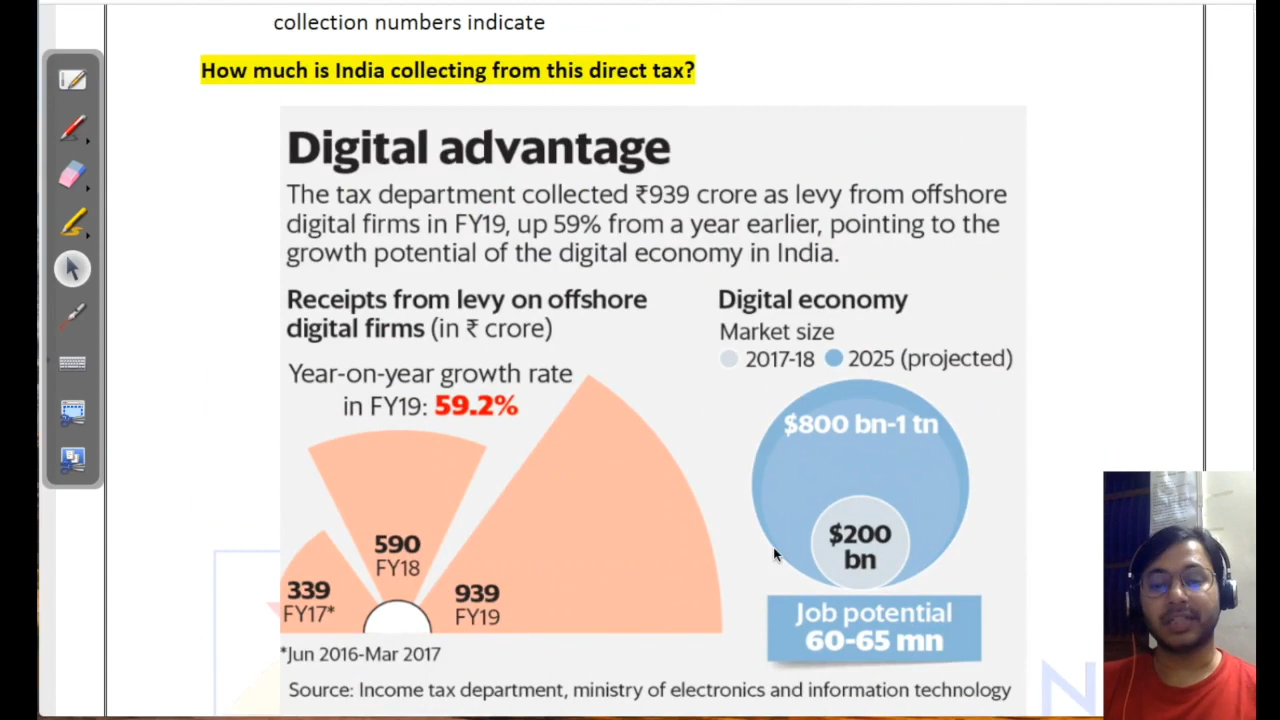 collection numbers indicate
How much is India collecting from this direct tax?
Digital advantage
The tax department collected ₹939 crore as levy from offshore
digital firms in FY19, up 59% from a year earlier, pointing to the
growth potential of the digital economy in India.
Receipts from levy on offshore
digital firms (in ₹ crore)
Year-on-year growth rate
in FY19: 59.2%
339
FY17*
590
FY18
939
FY19
*Jun 2016-Mar 2017
Digital economy
Market size
2017-18 2025 (projected)
$800 bn-1 tn
$200
bn
Job potential
60-65 mn
Source: Income tax department, ministry of electronics and information technology
N